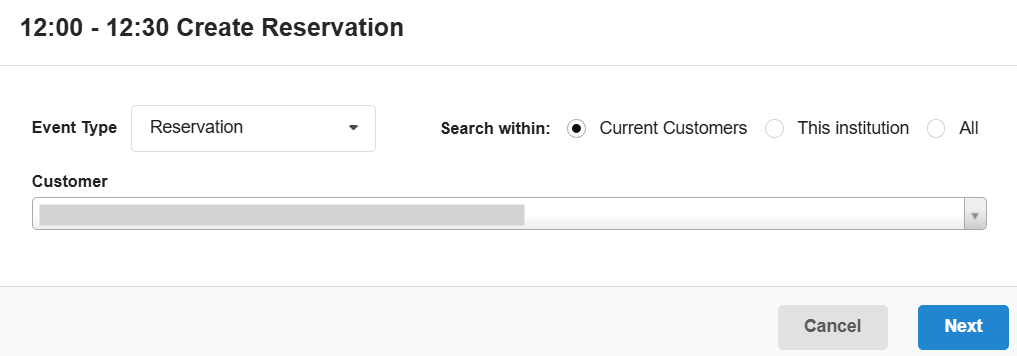 12:00 - 12:30 Create Reservation
Event Type Reservation Search within: Current Customers This institution All
Customer
Cancel Next